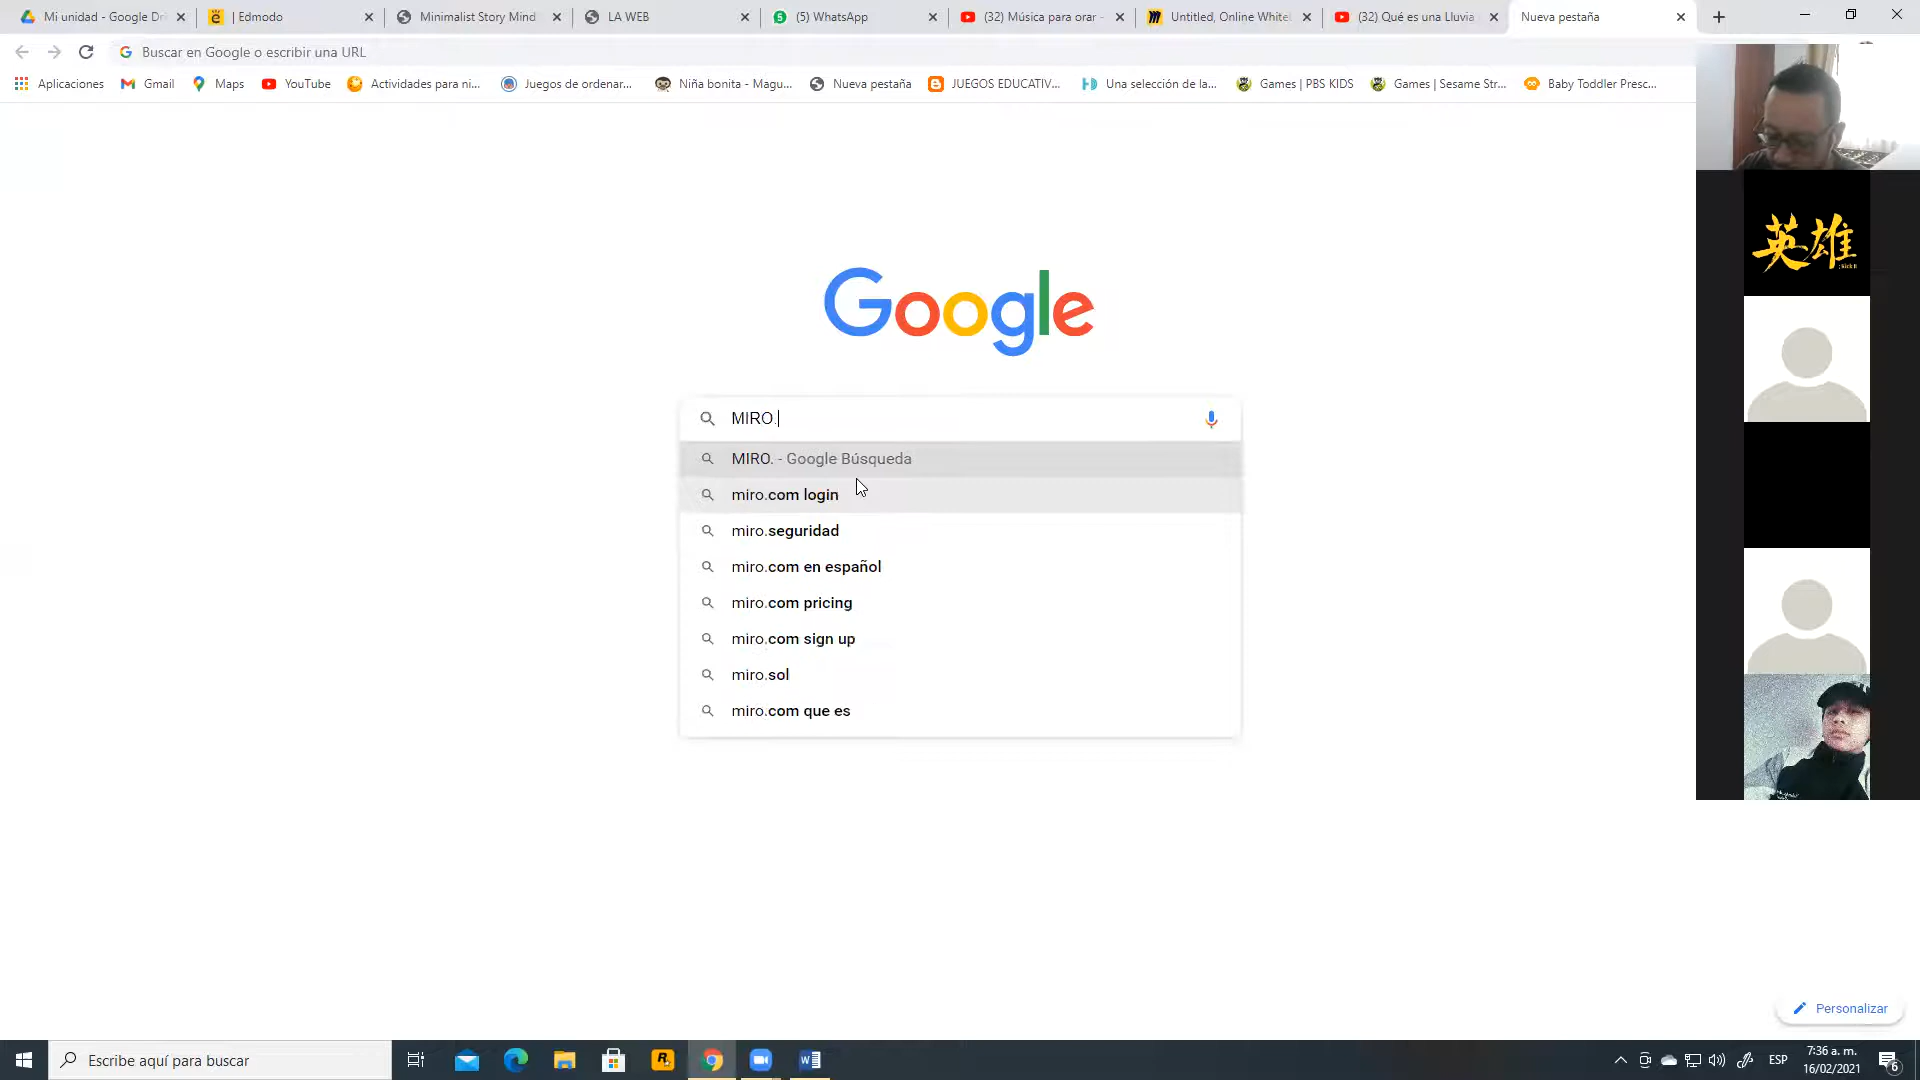 Mi unidad - Google Dri
| Edmodo
Minimalist Story Mind
LA WEB
(5) WhatsApp
(32) Música para orar -
Untitled, Online Whitel
(32) Qué es una Lluvia
Nueva pestaña
Buscar en Google o escribir una URL
Aplicaciones
Gmail
Maps
YouTube
Actividades para ni...
Juegos de ordenar...
Niña bonita - Magu...
Nueva pestaña
JUEGOS EDUCATIV...
Una selección de la...
Games | PBS KIDS
Games | Sesame Str...
Baby Toddler Presc...
英雄
Google
MIRO.
MIRO. - Google Búsqueda
miro.com login
miro.seguridad
miro.com en español
miro.com pricing
miro.com sign up
miro.sol
miro.com que es
Personalizar
Escribe aquí para buscar
ESP
7:36 a. m.
16/02/2021
6